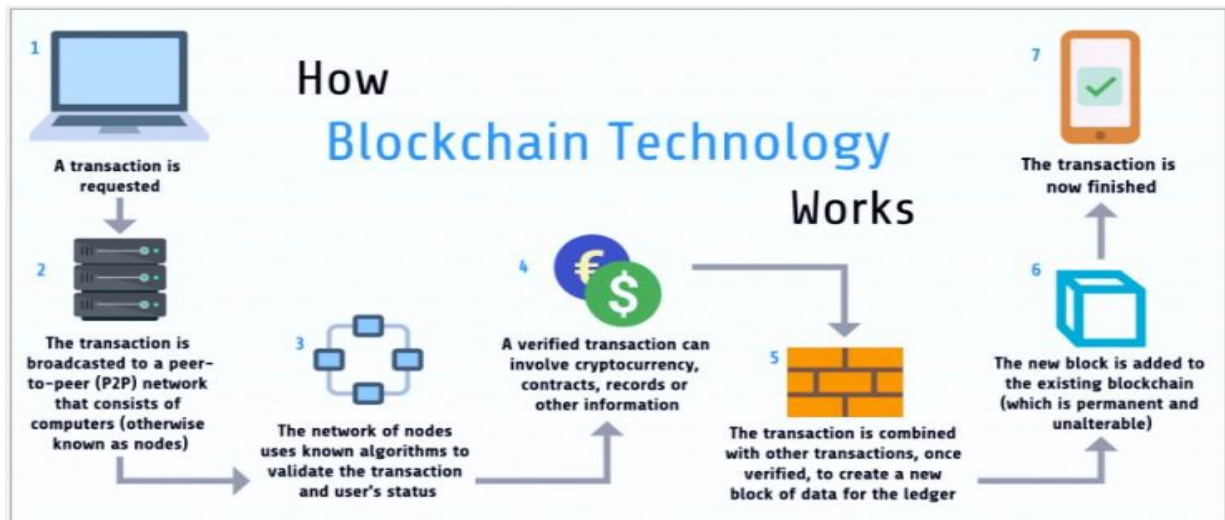 How
Blockchain Technology
Works
1
A transaction is
requested
2
The transaction is
broadcasted to a peer-
to-peer (P2P) network
that consists of
computers (otherwise
known as nodes)
3
The network of nodes
uses known algorithms to
validate the transaction
and user's status
4
€
$
A verified transaction can
involve cryptocurrency,
contracts, records or
other information
5
The transaction is combined
with other transactions, once
verified, to create a new
block of data for the ledger
6
The new block is added to
the existing blockchain
(which is permanent and
unalterable)
7
The transaction is
now finished